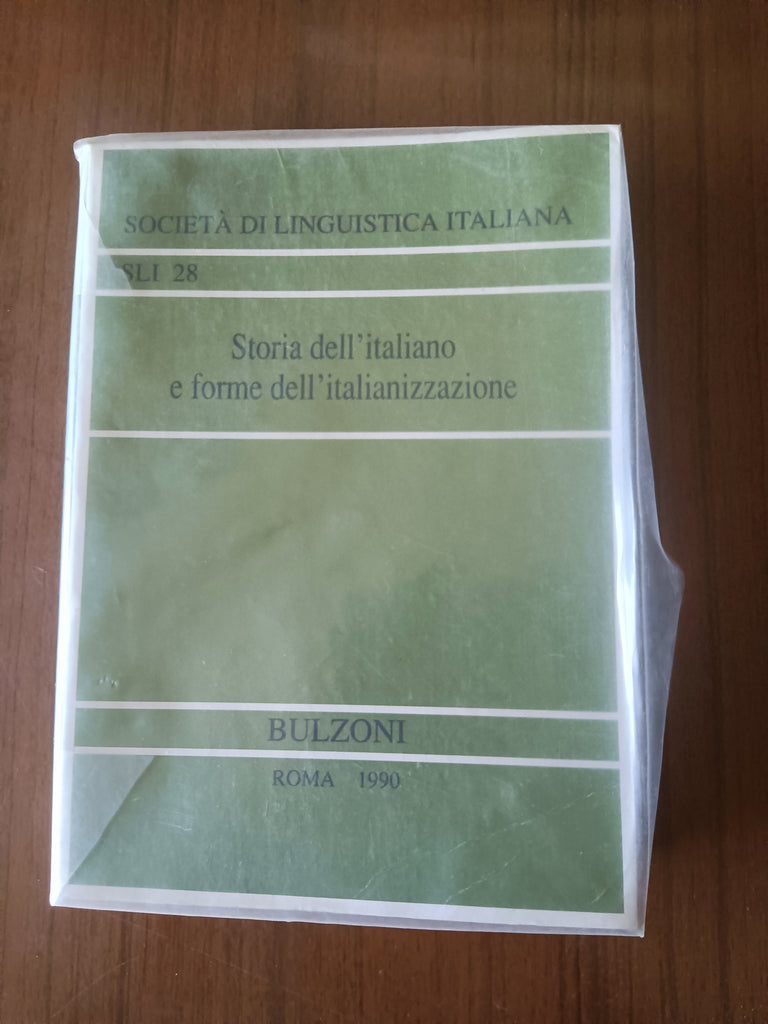 SOCIETÀ DI LINGUISTICA ITALIANA
SLI 28
Storia dell'italiano
e forme dell'italianizzazione
BULZONI
ROMA 1990